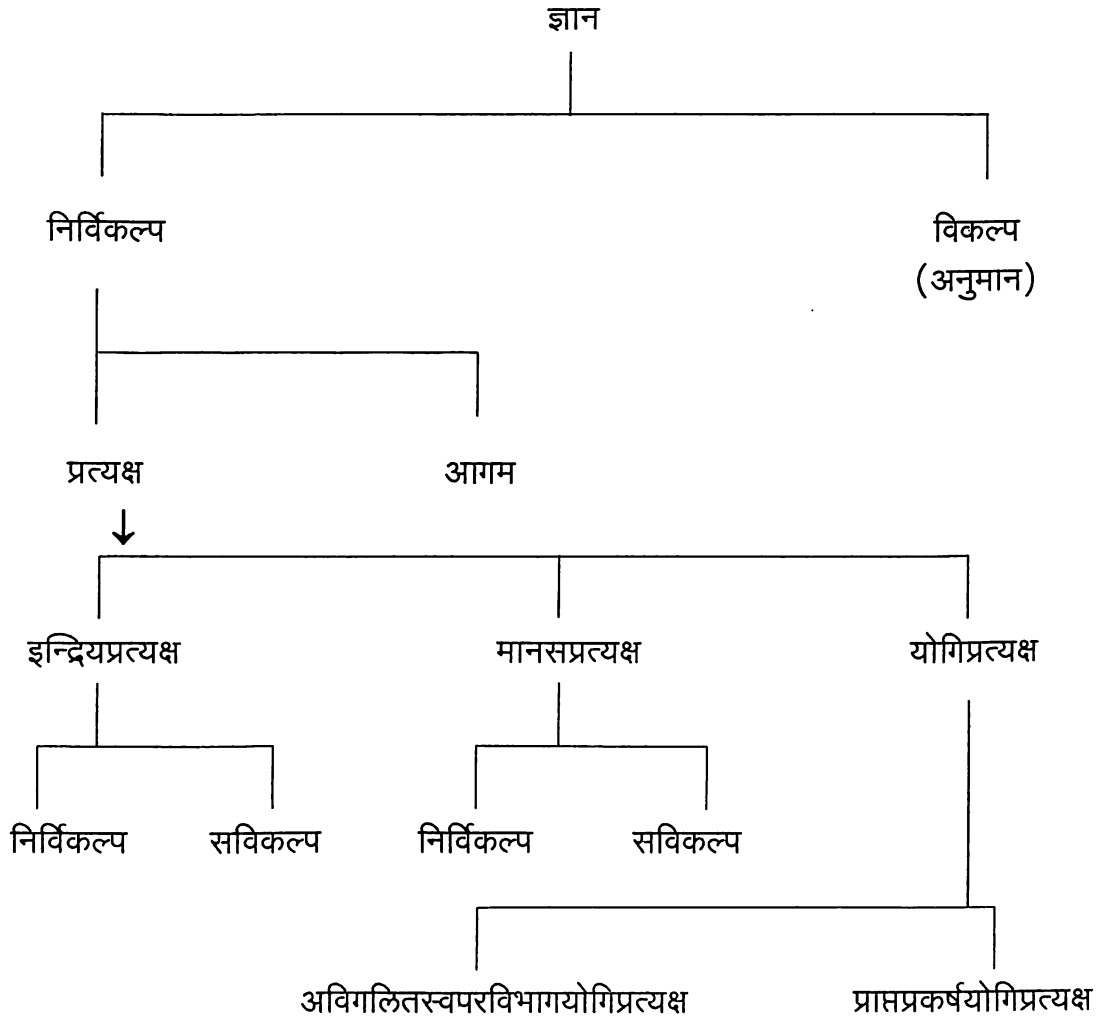 ज्ञान
निर्विकल्प विकल्प
(अनुमान)
प्रत्यक्ष आगम
इन्द्रियप्रत्यक्ष मानसप्रत्यक्ष योगिप्रत्यक्ष
निर्विकल्प सविकल्प निर्विकल्प सविकल्प
अविगलितस्वपरविभागयोगिप्रत्यक्ष प्राप्तप्रकर्षयोगिप्रत्यक्ष